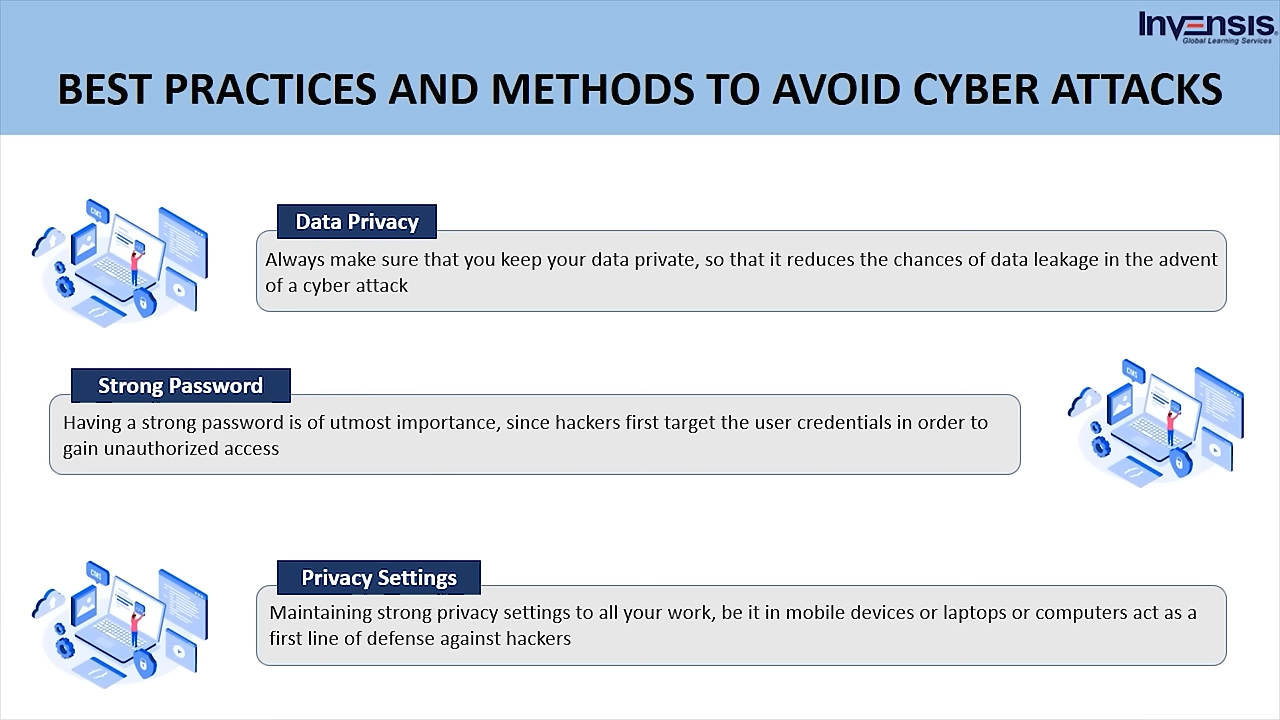 Invensis
Global Learning Services
BEST PRACTICES AND METHODS TO AVOID CYBER ATTACKS
Data Privacy
Always make sure that you keep your data private, so that it reduces the chances of data leakage in the advent
of a cyber attack
Strong Password
Having a strong password is of utmost importance, since hackers first target the user credentials in order to
gain unauthorized access
CMS
Privacy Settings
Maintaining strong privacy settings to all your work, be it in mobile devices or laptops or computers act as a
first line of defense against hackers